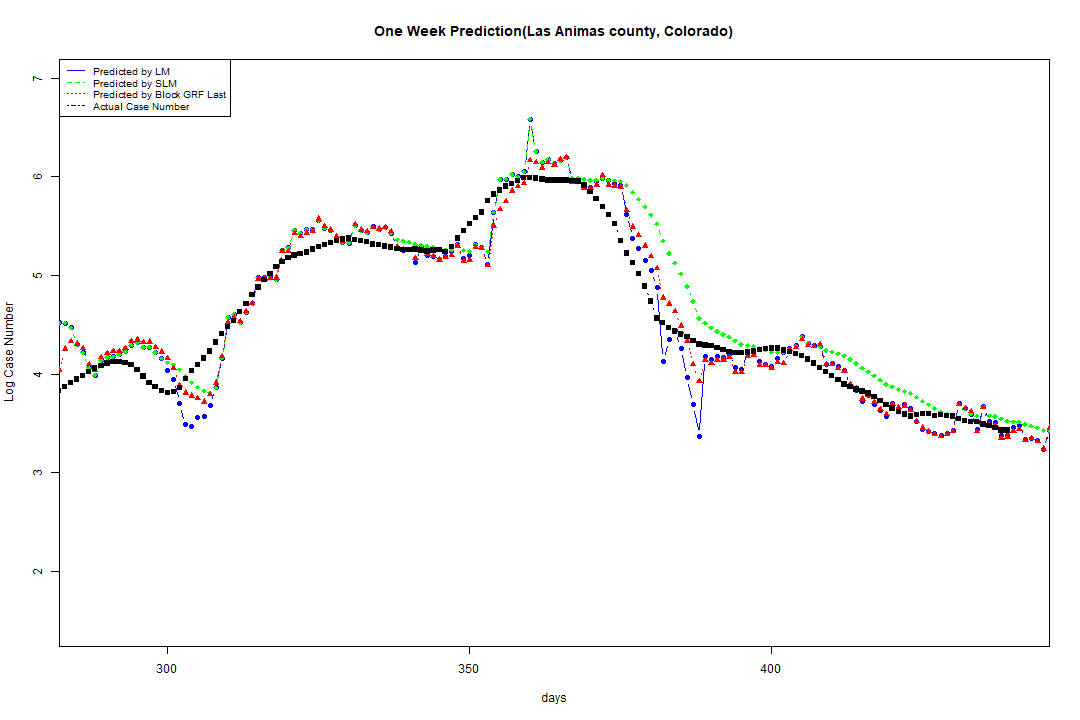 One Week Prediction(Las Animas county, Colorado)
Predicted by LM
Predicted by SLM
Predicted by Block GRF Last
Actual Case Number
7
6
5
4
3
2
Log Case Number
300 350 400
days